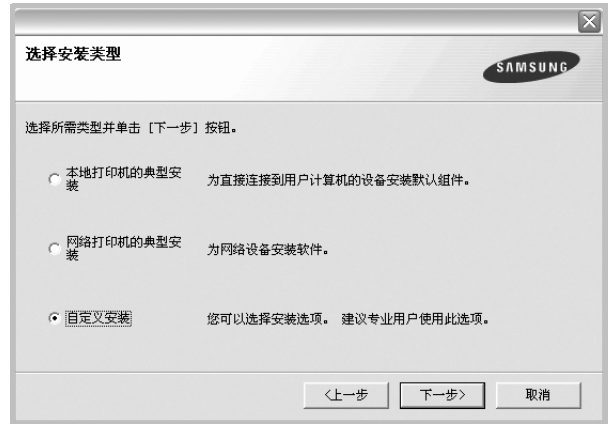 选择安装类型
SAMSUNG
选择所需类型并单击 [下一步] 按钮。
本地打印机的典型安
装
为直接连接到用户计算机的设备安装默认组件。
网络打印机的典型安
装
为网络设备安装软件。
自定义安装
您可以选择安装选项。 建议专业用户使用此选项。
<上一步
下一步>
取消